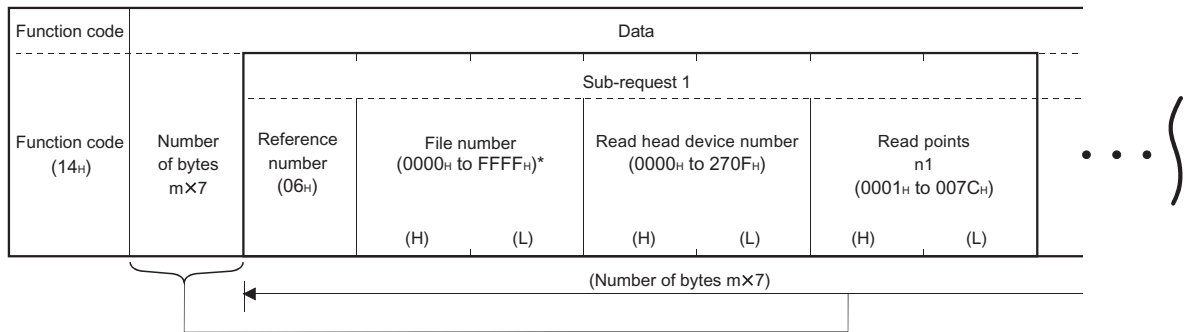 Function code
Data
Sub-request 1
Function code
(14H)
Number
of bytes
m×7
Reference
number
(06H)
File number
(0000H to FFFFH)*
Read head device number
(0000H to 270FH)
Read points
n1
(0001H to 007CH)
• • •
(H) (L) (H) (L) (H) (L)
(Number of bytes m×7)